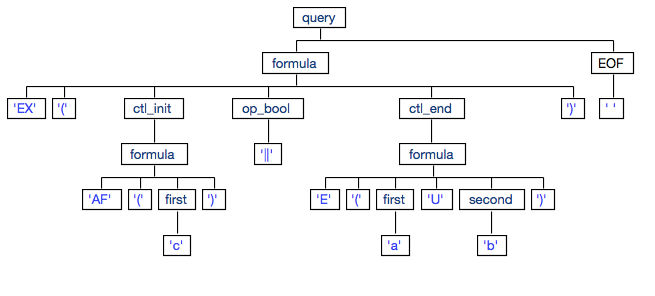 query
formula EOF
'EX' '(' ctl_init op_bool ctl_end ')' ' '
formula '||' formula
'AF' '(' first ')' 'E' '(' first 'U' second ')'
'c' 'a' 'b'